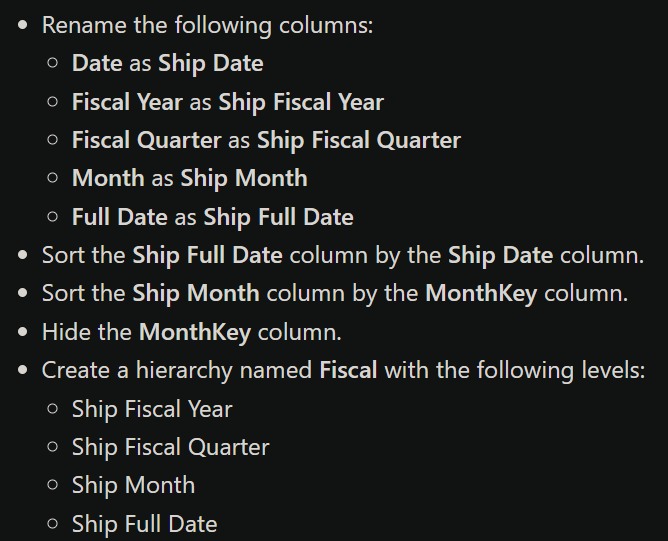 Rename the following columns:
Date as Ship Date
Fiscal Year as Ship Fiscal Year
Fiscal Quarter as Ship Fiscal Quarter
Month as Ship Month
Full Date as Ship Full Date
Sort the Ship Full Date column by the Ship Date column.
Sort the Ship Month column by the MonthKey column.
Hide the MonthKey column.
Create a hierarchy named Fiscal with the following levels:
Ship Fiscal Year
Ship Fiscal Quarter
Ship Month
Ship Full Date